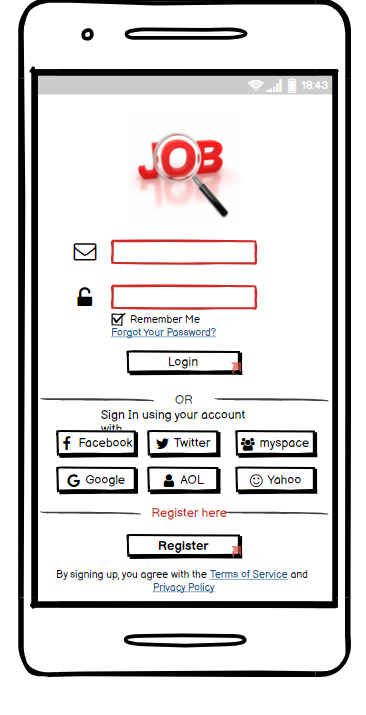 18:43
JOB
Remember Me
Forgot Your Password?
Login
OR
Sign In using your account
with
Facebook
Twitter
myspace
Google
AOL
Yahoo
Register here
Register
By signing up, you agree with the Terms of Service and
Privacy Policy